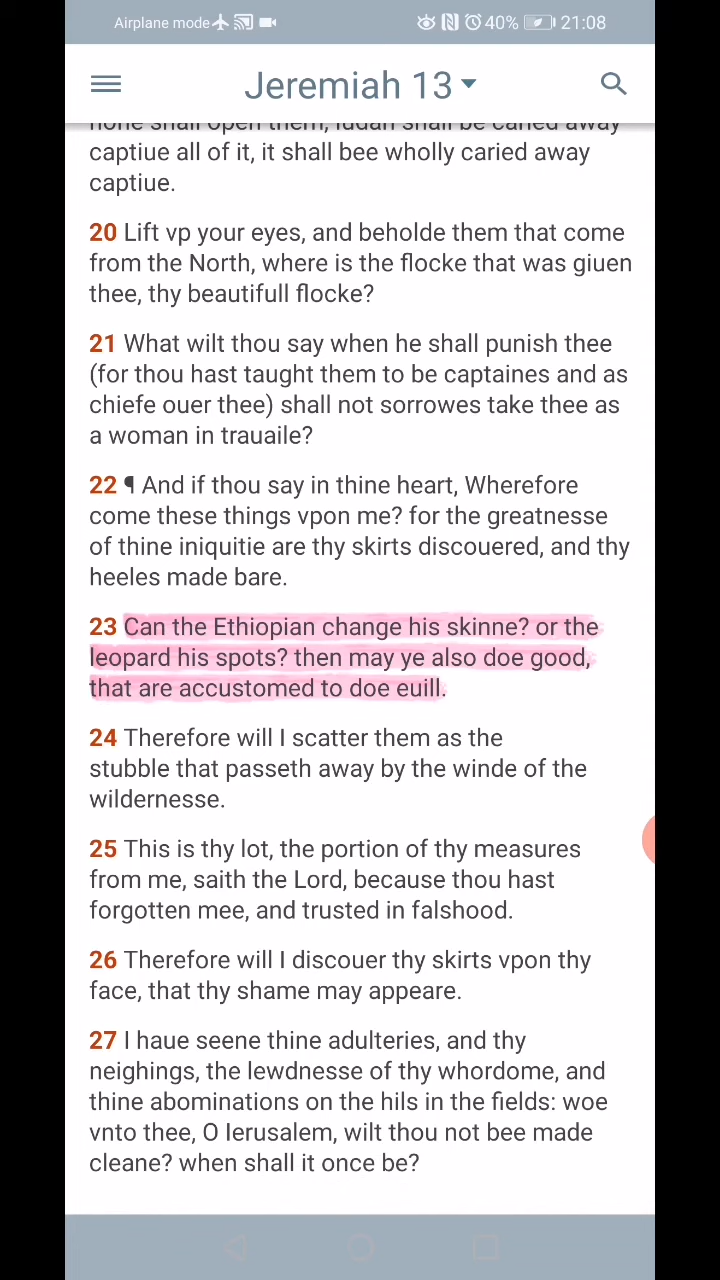 Airplane mode 40% 21:08
Jeremiah 13
none shall open them, Iudah shall be caried away
captiue all of it, it shall bee wholly caried away
captiue.
20 Lift vp your eyes, and beholde them that come
from the North, where is the flocke that was giuen
thee, thy beautifull flocke?
21 What wilt thou say when he shall punish thee
(for thou hast taught them to be captaines and as
chiefe ouer thee) shall not sorrowes take thee as
a woman in trauaile?
22 ¶ And if thou say in thine heart, Wherefore
come these things vpon me? for the greatnesse
of thine iniquitie are thy skirts discouered, and thy
heeles made bare.
23 Can the Ethiopian change his skinne? or the
leopard his spots? then may ye also doe good,
that are accustomed to doe euill.
24 Therefore will I scatter them as the
stubble that passeth away by the winde of the
wildernesse.
25 This is thy lot, the portion of thy measures
from me, saith the Lord, because thou hast
forgotten mee, and trusted in falshood.
26 Therefore will I discouer thy skirts vpon thy
face, that thy shame may appeare.
27 I haue seene thine adulteries, and thy
neighings, the lewdnesse of thy whordome, and
thine abominations on the hils in the fields: woe
vnto thee, O Ierusalem, wilt thou not bee made
cleane? when shall it once be?